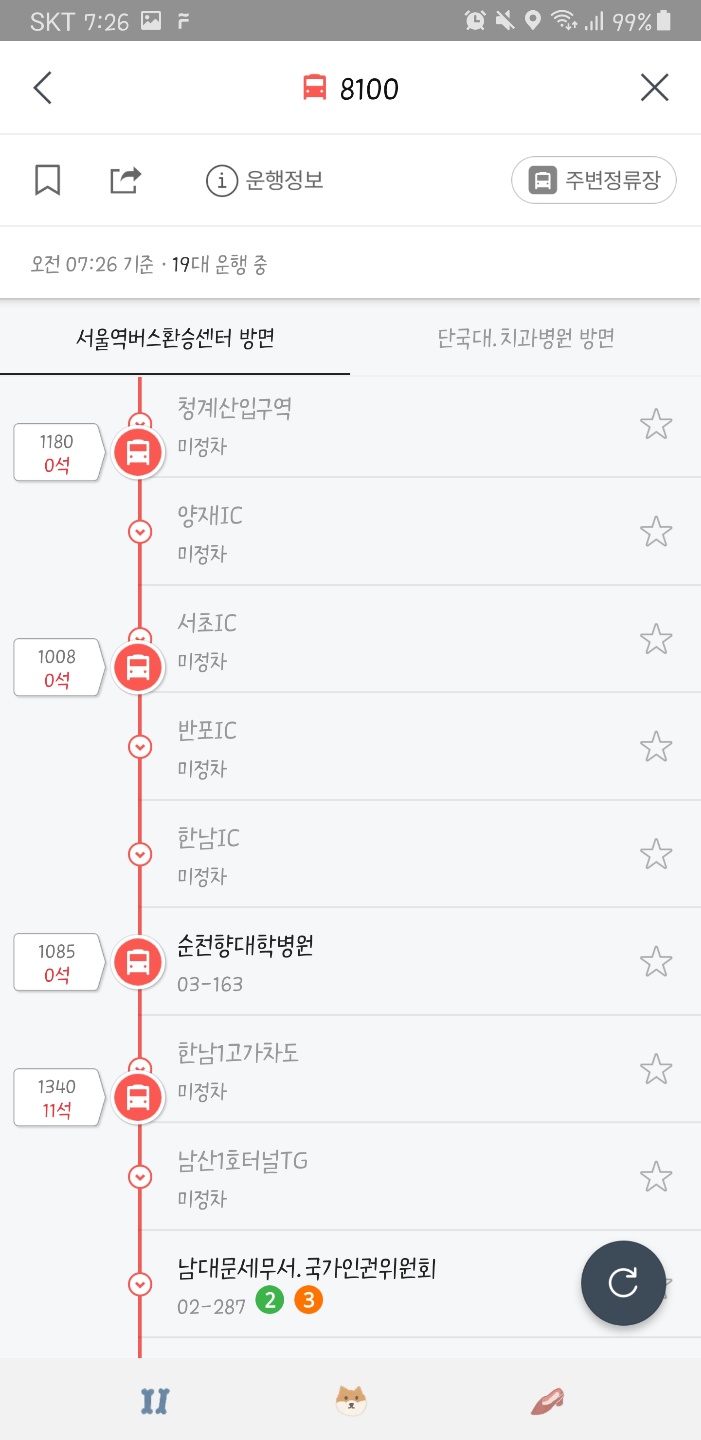 SKT 7:26 99%
8100
운행정보 주변정류장
오전 07:26 기준 · 19대 운행 중
서울역버스환승센터 방면 단국대.치과병원 방면
청계산입구역
1180
0석
미정차
양재IC
미정차
서초IC
1008
0석
미정차
반포IC
미정차
한남IC
미정차
순천향대학병원
1085
0석
03-163
한남1고가차도
1340
11석
미정차
남산1호터널TG
미정차
남대문세무서.국가인권위원회
02-287 2 3